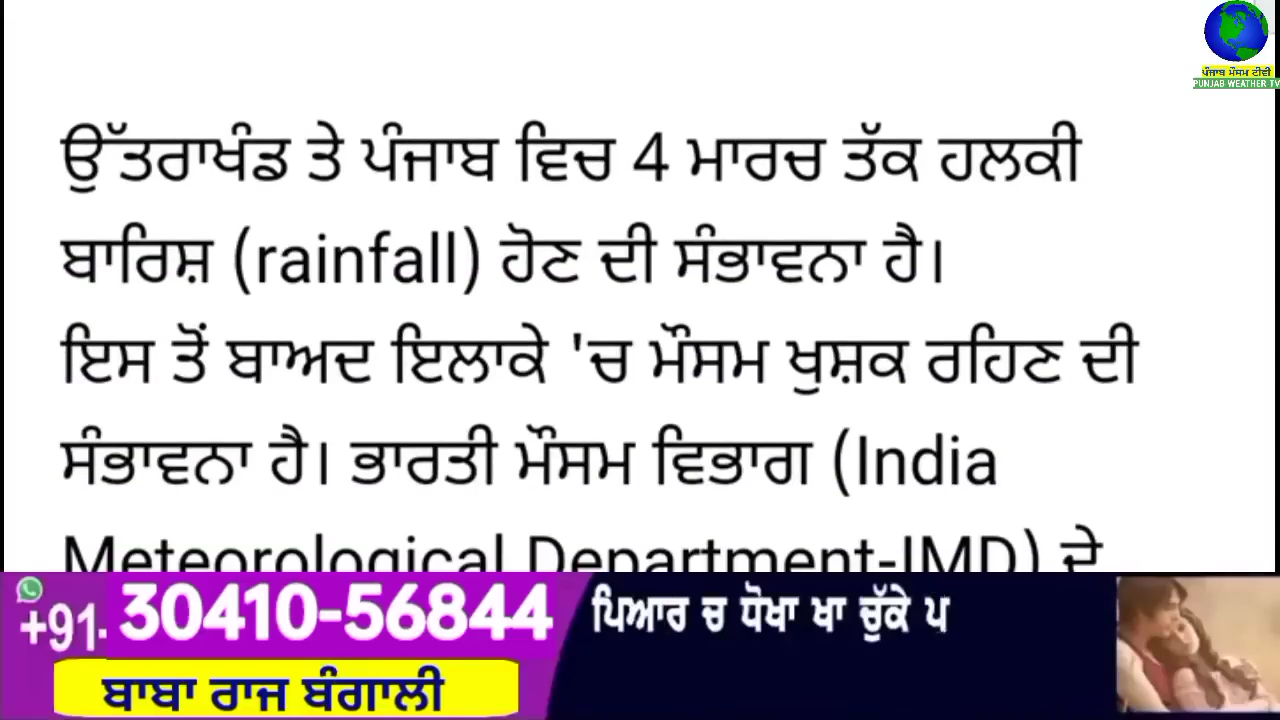 ਪੰਜਾਬ ਮੌਸਮ ਟੀਵੀ
PUNJAB WEATHER TV
ਉੱਤਰਾਖੰਡ ਤੇ ਪੰਜਾਬ ਵਿਚ 4 ਮਾਰਚ ਤੱਕ ਹਲਕੀ
ਬਾਰਿਸ਼ (rainfall) ਹੋਣ ਦੀ ਸੰਭਾਵਨਾ ਹੈ।
ਇਸ ਤੋਂ ਬਾਅਦ ਇਲਾਕੇ 'ਚ ਮੌਸਮ ਖੁਸ਼ਕ ਰਹਿਣ ਦੀ
ਸੰਭਾਵਨਾ ਹੈ। ਭਾਰਤੀ ਮੌਸਮ ਵਿਭਾਗ (India
Meteorological Department-IMD) ਦੇ
+91- 30410-56844
ਬਾਬਾ ਰਾਜ ਬੰਗਾਲੀ
ਪਿਆਰ ਚ ਧੋਖਾ ਖਾ ਚੁੱਕੇ ਪ